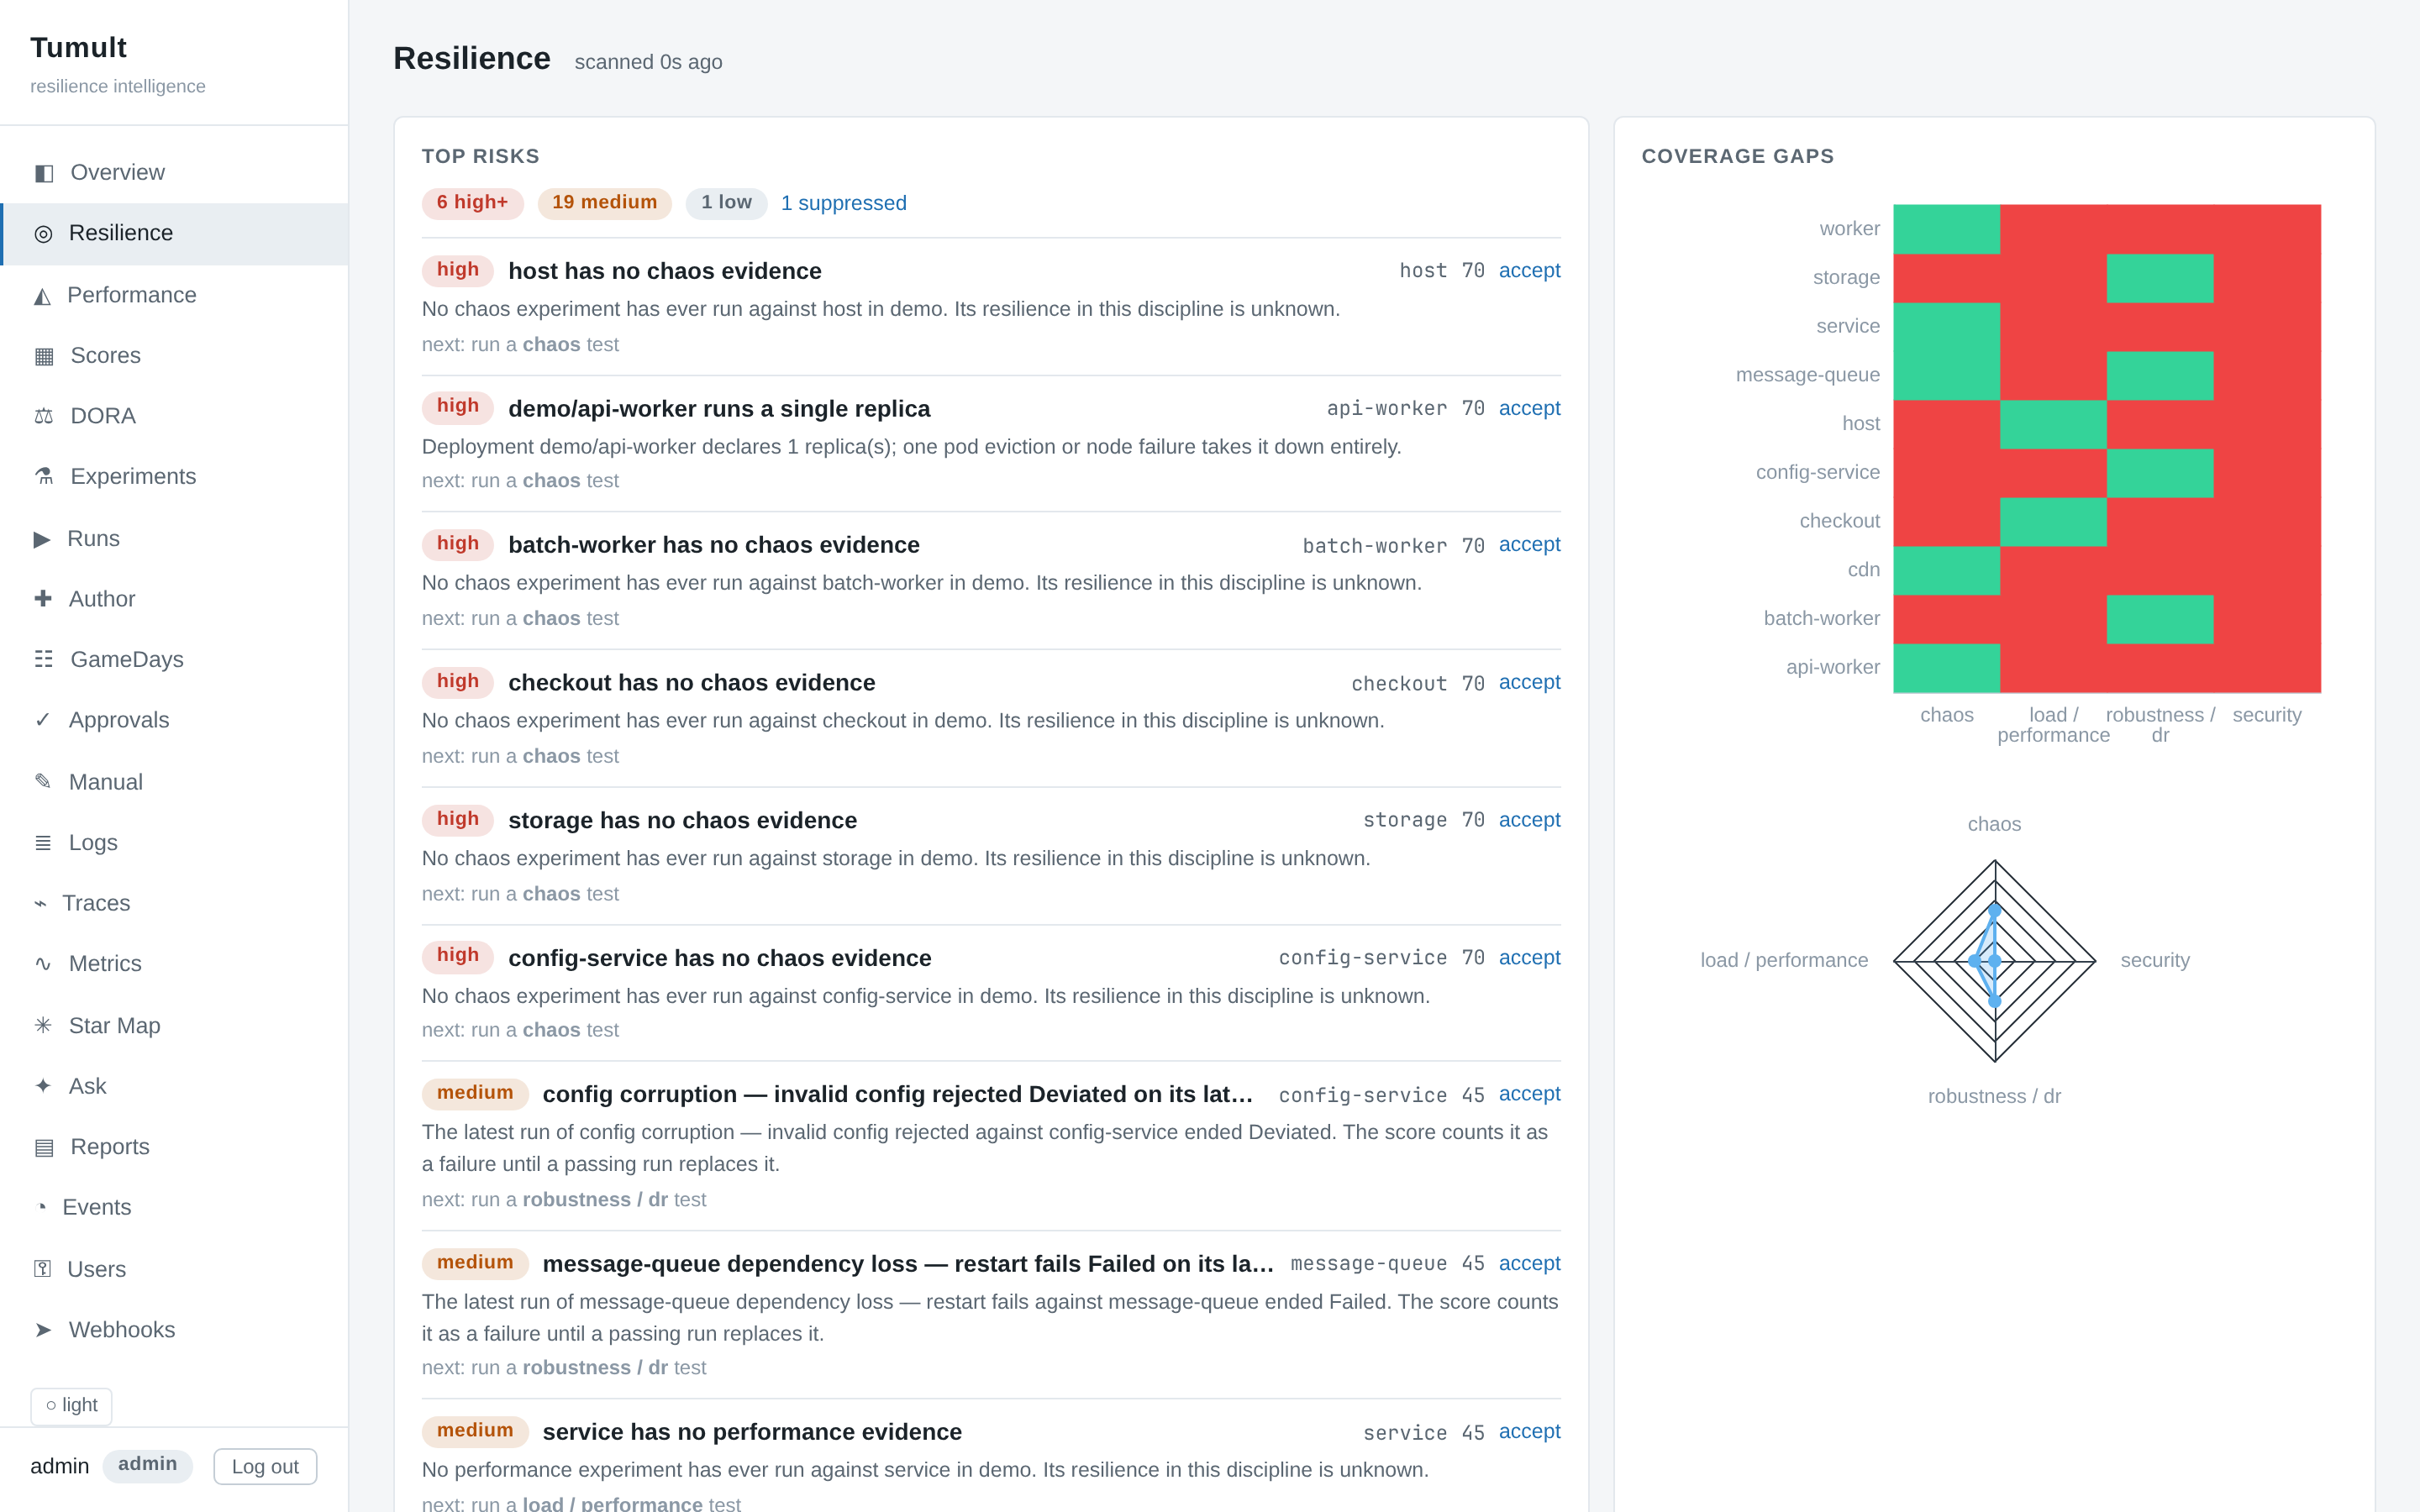 Tumult
resilience intelligence
Overview
Resilience
Performance
Scores
DORA
Experiments
Runs
Author
GameDays
Approvals
Manual
Logs
Traces
Metrics
Star Map
Ask
Reports
Events
Users
Webhooks
○ light
admin admin Log out
Resilience scanned 0s ago
TOP RISKS
6 high+ 19 medium 1 low 1 suppressed
high host has no chaos evidence host 70 accept
No chaos experiment has ever run against host in demo. Its resilience in this discipline is unknown.
next: run a chaos test
high demo/api-worker runs a single replica api-worker 70 accept
Deployment demo/api-worker declares 1 replica(s); one pod eviction or node failure takes it down entirely.
next: run a chaos test
high batch-worker has no chaos evidence batch-worker 70 accept
No chaos experiment has ever run against batch-worker in demo. Its resilience in this discipline is unknown.
next: run a chaos test
high checkout has no chaos evidence checkout 70 accept
No chaos experiment has ever run against checkout in demo. Its resilience in this discipline is unknown.
next: run a chaos test
high storage has no chaos evidence storage 70 accept
No chaos experiment has ever run against storage in demo. Its resilience in this discipline is unknown.
next: run a chaos test
high config-service has no chaos evidence config-service 70 accept
No chaos experiment has ever run against config-service in demo. Its resilience in this discipline is unknown.
next: run a chaos test
medium config corruption — invalid config rejected Deviated on its lat… config-service 45 accept
The latest run of config corruption — invalid config rejected against config-service ended Deviated. The score counts it as
a failure until a passing run replaces it.
next: run a robustness / dr test
medium message-queue dependency loss — restart fails Failed on its la… message-queue 45 accept
The latest run of message-queue dependency loss — restart fails against message-queue ended Failed. The score counts
it as a failure until a passing run replaces it.
next: run a robustness / dr test
medium service has no performance evidence service 45 accept
No performance experiment has ever run against service in demo. Its resilience in this discipline is unknown.
next: run a load / performance test
COVERAGE GAPS
worker
storage
service
message-queue
host
config-service
checkout
cdn
batch-worker
api-worker
chaos load / robustness / security
performance dr
chaos
load / performance security
robustness / dr